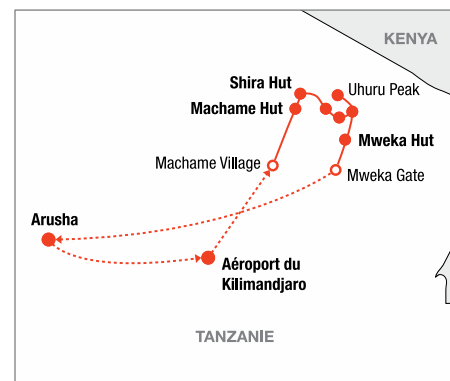 KENYA
Shira Hut
Uhuru Peak
Machame Hut
Mweka Hut
Machame Village
Mweka Gate
Arusha
Aéroport du
Kilimandjaro
TANZANIE